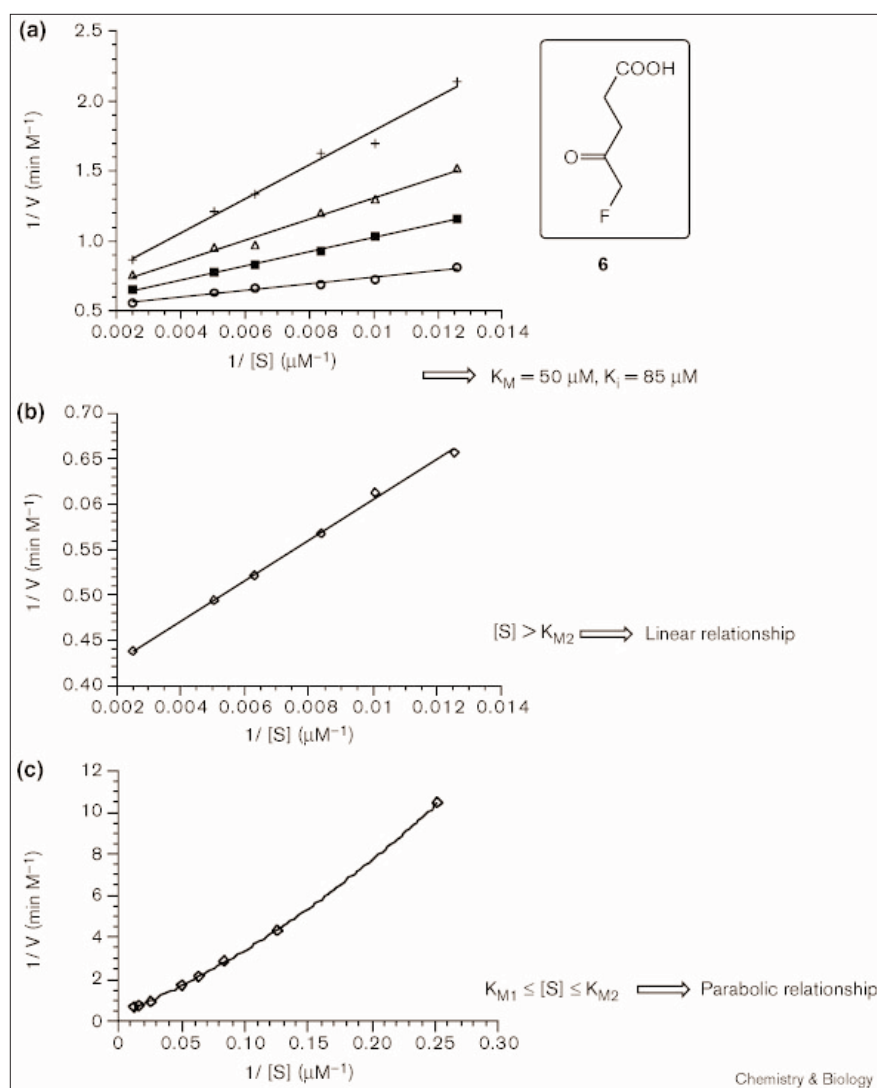 (a)
2.5
2.0
1.5
1.0
0.5
1/ V (min M⁻¹)
0.002 0.004 0.006 0.008 0.01 0.012 0.014
1/ [S] (μM⁻¹)
COOH
O
F
6
K_M = 50 μM, K_i = 85 μM
(b)
0.70
0.65
0.06
0.55
0.50
0.45
0.40
1/ V (min M⁻¹)
0.002 0.004 0.006 0.008 0.01 0.012 0.014
1/ [S] (μM⁻¹)
[S] > K_M2 Linear relationship
(c)
12
10
8
6
4
2
0
1/ V (min M⁻¹)
0 0.05 0.10 0.15 0.20 0.25 0.30
1/ [S] (μM⁻¹)
K_M1 ≤ [S] ≤ K_M2 Parabolic relationship
Chemistry & Biology